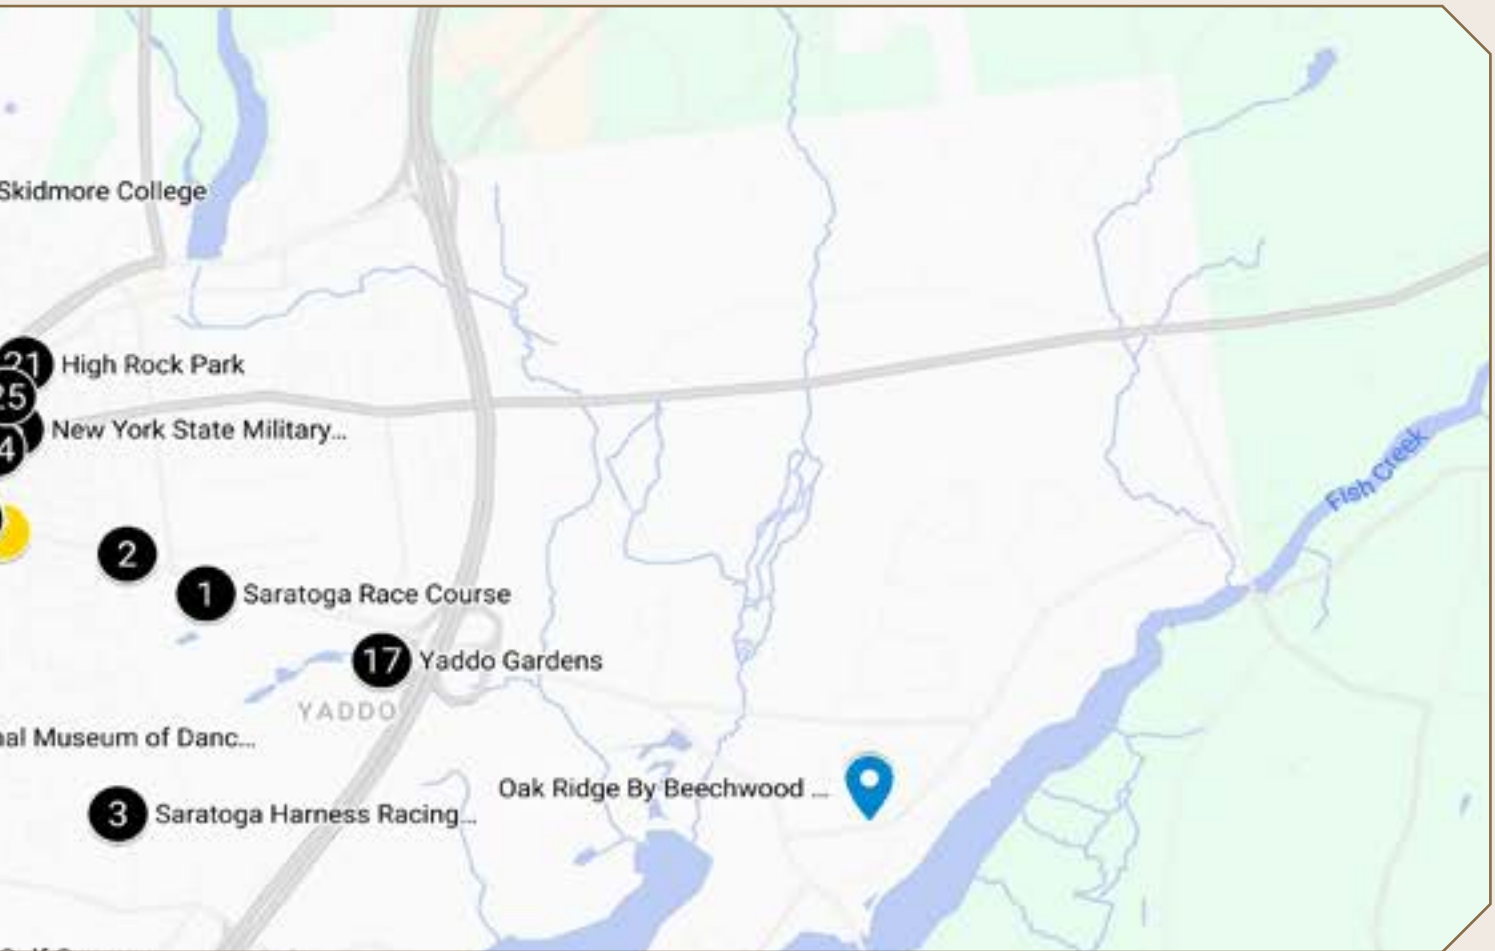 Skidmore College
21 High Rock Park
25
New York State Military...
4
2
1 Saratoga Race Course
17 Yaddo Gardens
YADDO
nal Museum of Danc...
Oak Ridge By Beechwood ...
3 Saratoga Harness Racing...
Fish Creek